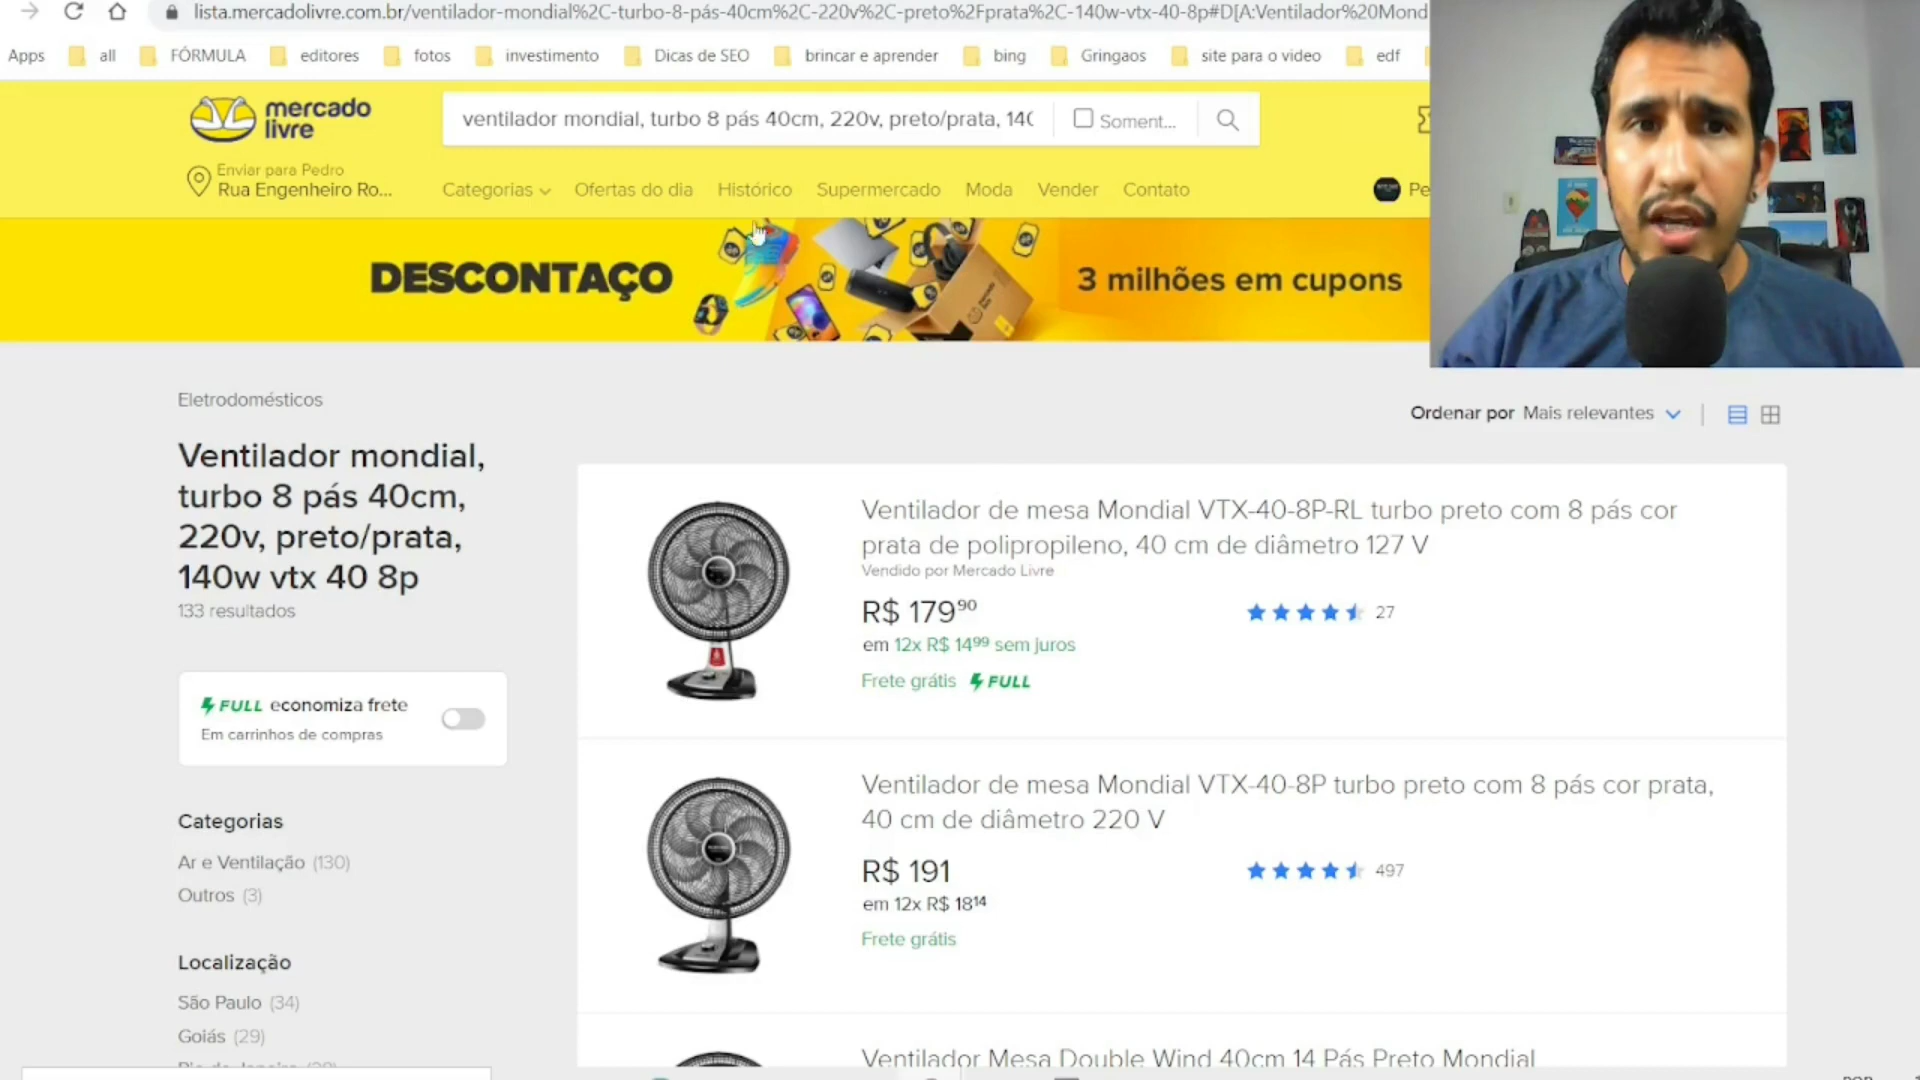 lista.mercadolivre.com.br/ventilador-mondial%2C-turbo-8-pás-40cm%2C-220v%2C-preto%2Fprata%2C-140w-vtx-40-8p#D[A:Ventilador%20Mond
Apps all FÓRMULA editores fotos investimento Dicas de SEO brincar e aprender bing Gringaos site para o video edf
mercado
livre
ventilador mondial, turbo 8 pás 40cm, 220v, preto/prata, 140
Soment...
Enviar para Pedro
Rua Engenheiro Ro...
Categorias Ofertas do dia Histórico Supermercado Moda Vender Contato
Pe
DESCONTAÇO
3 milhões em cupons
Eletrodomésticos
Ordenar por Mais relevantes
Ventilador mondial,
turbo 8 pás 40cm,
220v, preto/prata,
140w vtx 40 8p
133 resultados
FULL economiza frete
Em carrinhos de compras
Categorias
Ar e Ventilação (130)
Outros (3)
Localização
São Paulo (34)
Goiás (29)
Ventilador de mesa Mondial VTX-40-8P-RL turbo preto com 8 pás cor
prata de polipropileno, 40 cm de diâmetro 127 V
Vendido por Mercado Livre
R$ 179⁹⁰
27
em 12x R$ 14⁹⁹ sem juros
Frete grátis FULL
Ventilador de mesa Mondial VTX-40-8P turbo preto com 8 pás cor prata,
40 cm de diâmetro 220 V
R$ 191
497
em 12x R$ 18¹⁴
Frete grátis
Ventilador Mesa Double Wind 40cm 14 Pás Preto Mondial